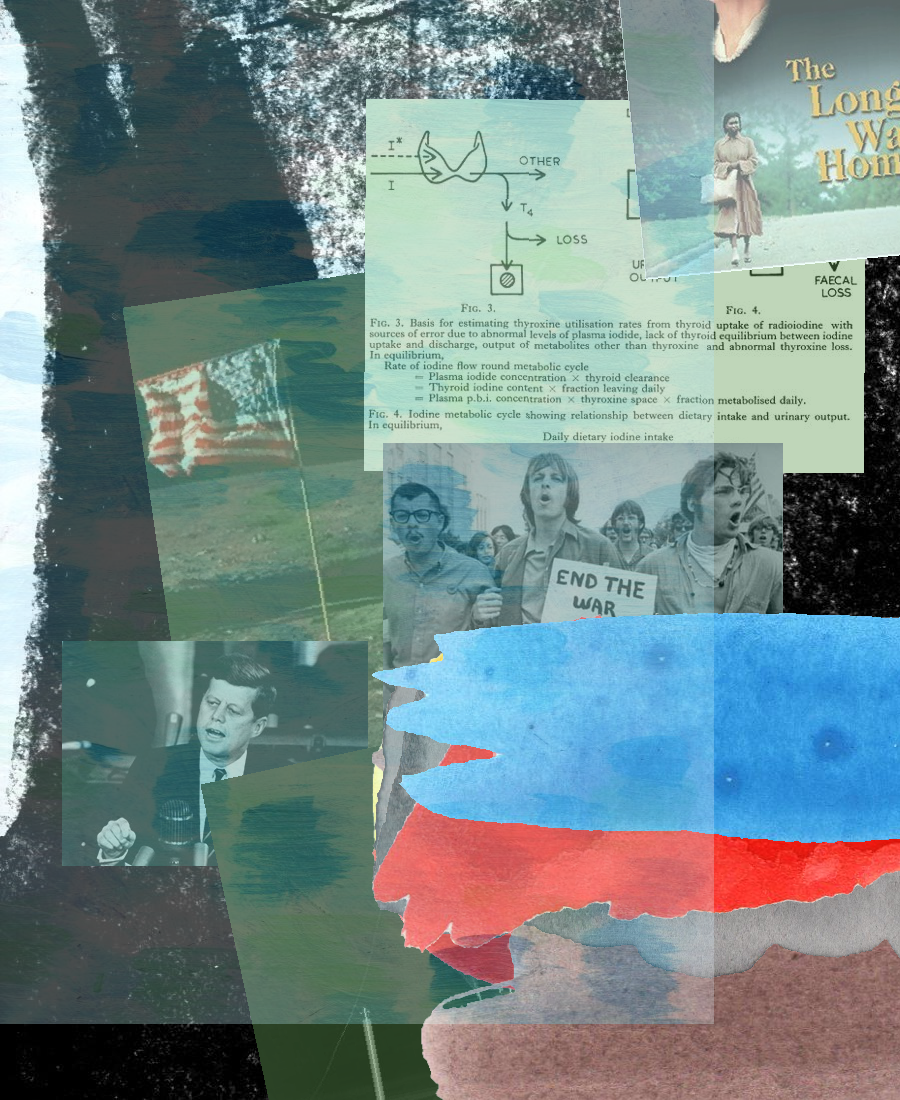 The
Long
Wa
Hom
I*
I
OTHER
T4
LOSS
FAECAL
LOSS
FIG. 3.
FIG. 4.
FIG. 3. Basis for estimating thyroxine utilisation rates from thyroid uptake of radioiodine with
sources of error due to abnormal levels of plasma iodide, lack of thyroid equilibrium between iodine
uptake and discharge, output of metabolites other than thyroxine and abnormal thyroxine loss.
In equilibrium,
Rate of iodine flow round metabolic cycle
= Plasma iodide concentration × thyroid clearance
= Thyroid iodine content × fraction leaving daily
= Plasma p.b.i. concentration × thyroxine space × fraction metabolised daily.
FIG. 4. Iodine metabolic cycle showing relationship between dietary intake and urinary output.
In equilibrium,
Daily dietary iodine intake
END THE
WAR